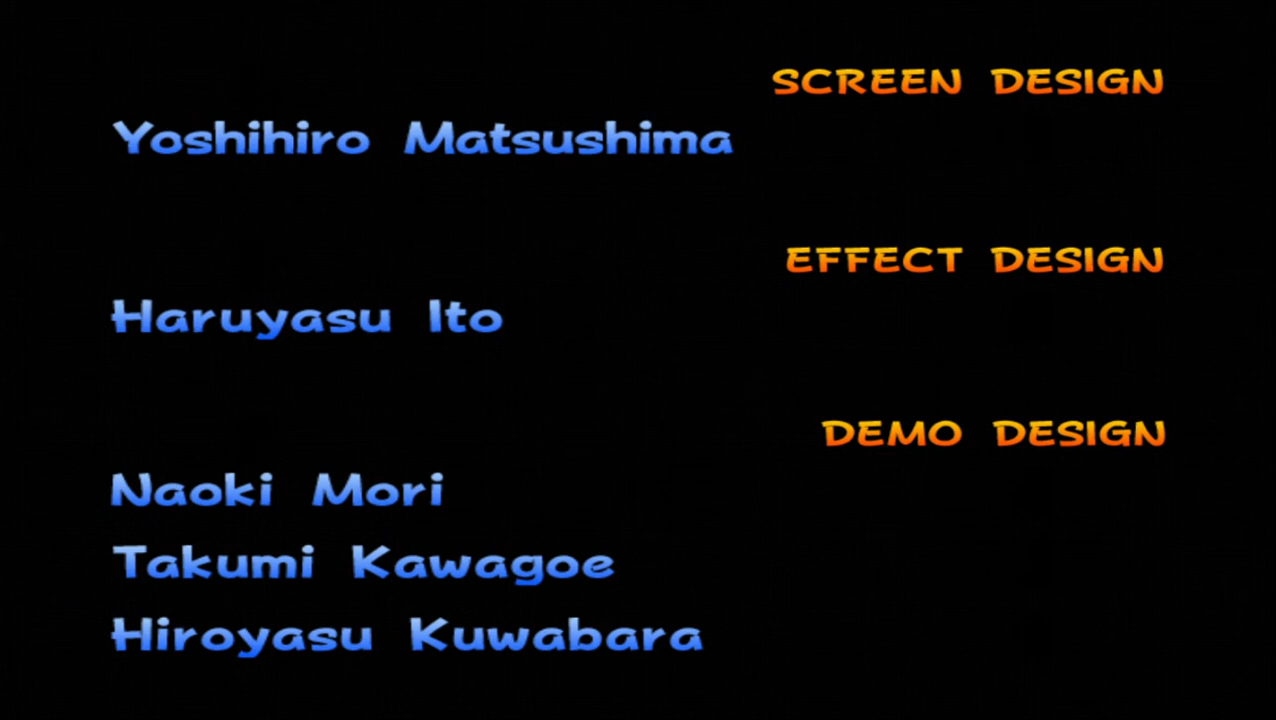 SCREEN DESIGN
Yoshihiro Matsushima
EFFECT DESIGN
Haruyasu Ito
DEMO DESIGN
Naoki Mori
Takumi Kawagoe
Hiroyasu Kuwabara